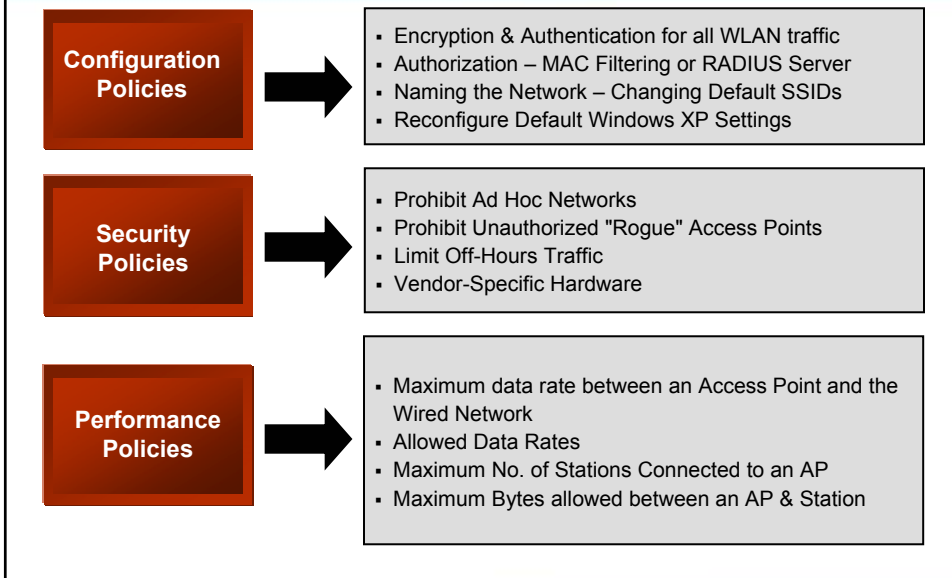 Configuration
Policies
▪ Encryption & Authentication for all WLAN traffic
▪ Authorization – MAC Filtering or RADIUS Server
▪ Naming the Network – Changing Default SSIDs
▪ Reconfigure Default Windows XP Settings
Security
Policies
▪ Prohibit Ad Hoc Networks
▪ Prohibit Unauthorized "Rogue" Access Points
▪ Limit Off-Hours Traffic
▪ Vendor-Specific Hardware
Performance
Policies
▪ Maximum data rate between an Access Point and the
Wired Network
▪ Allowed Data Rates
▪ Maximum No. of Stations Connected to an AP
▪ Maximum Bytes allowed between an AP & Station